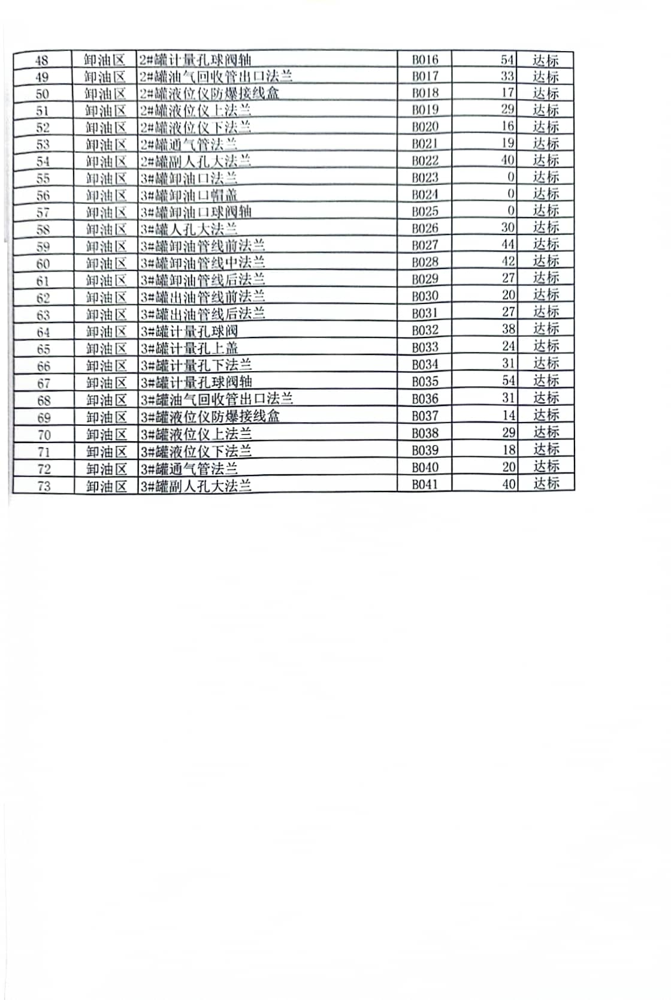 48 卸油区 2#罐计量孔球阀轴 B016 54 达标
49 卸油区 2#罐油气回收管出口法兰 B017 33 达标
50 卸油区 2#罐液位仪防爆接线盒 B018 17 达标
51 卸油区 2#罐液位仪上法兰 B019 29 达标
52 卸油区 2#罐液位仪下法兰 B020 16 达标
53 卸油区 2#罐通气管法兰 B021 19 达标
54 卸油区 2#罐副人孔大法兰 B022 40 达标
55 卸油区 3#罐卸油口法兰 B023 0 达标
56 卸油区 3#罐卸油口帽盖 B024 0 达标
57 卸油区 3#罐卸油口球阀轴 B025 0 达标
58 卸油区 3#罐人孔大法兰 B026 30 达标
59 卸油区 3#罐卸油管线前法兰 B027 44 达标
60 卸油区 3#罐卸油管线中法兰 B028 42 达标
61 卸油区 3#罐卸油管线后法兰 B029 27 达标
62 卸油区 3#罐出油管线前法兰 B030 20 达标
63 卸油区 3#罐出油管线后法兰 B031 27 达标
64 卸油区 3#罐计量孔球阀 B032 38 达标
65 卸油区 3#罐计量孔上盖 B033 24 达标
66 卸油区 3#罐计量孔下法兰 B034 31 达标
67 卸油区 3#罐计量孔球阀轴 B035 54 达标
68 卸油区 3#罐油气回收管出口法兰 B036 31 达标
69 卸油区 3#罐液位仪防爆接线盒 B037 14 达标
70 卸油区 3#罐液位仪上法兰 B038 29 达标
71 卸油区 3#罐液位仪下法兰 B039 18 达标
72 卸油区 3#罐通气管法兰 B040 20 达标
73 卸油区 3#罐副人孔大法兰 B041 40 达标